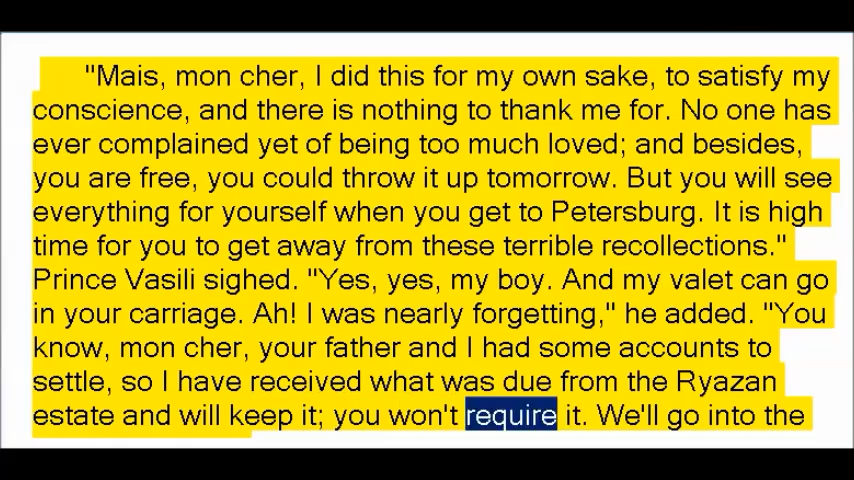 "Mais, mon cher, I did this for my own sake, to satisfy my
conscience, and there is nothing to thank me for. No one has
ever complained yet of being too much loved; and besides,
you are free, you could throw it up tomorrow. But you will see
everything for yourself when you get to Petersburg. It is high
time for you to get away from these terrible recollections."
Prince Vasili sighed. "Yes, yes, my boy. And my valet can go
in your carriage. Ah! I was nearly forgetting," he added. "You
know, mon cher, your father and I had some accounts to
settle, so I have received what was due from the Ryazan
estate and will keep it; you won't require it. We'll go into the